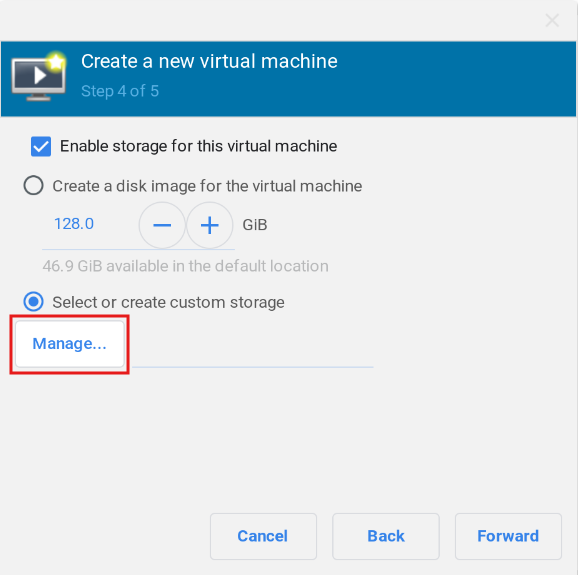 Create a new virtual machine
Step 4 of 5
Enable storage for this virtual machine
Create a disk image for the virtual machine
128.0 GiB
46.9 GiB available in the default location
Select or create custom storage
Manage...
Cancel Back Forward